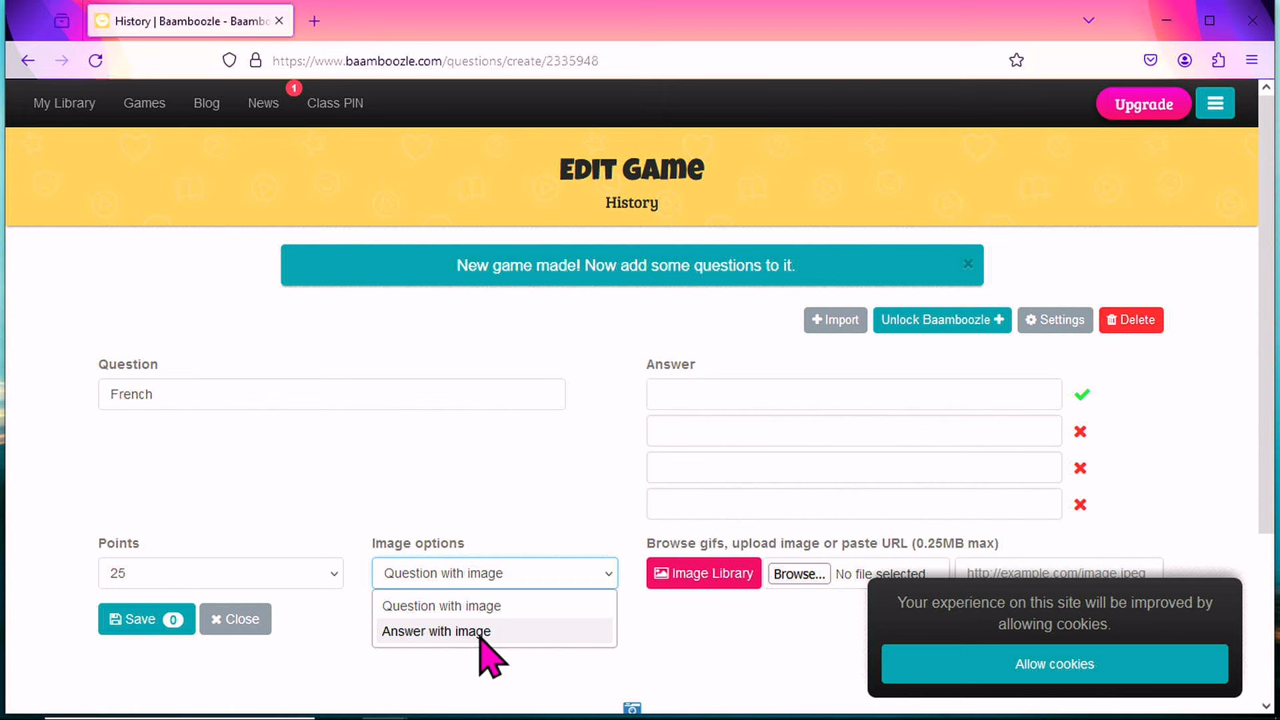 History | Baamboozle - Baambo
https://www.baamboozle.com/questions/create/2335948
My Library
Games
Blog
News
1
Class PIN
Upgrade
EDIT GAME
History
New game made! Now add some questions to it.
Import
Unlock Baamboozle
Settings
Delete
Question
Answer
French
Points
Image options
Browse gifs, upload image or paste URL (0.25MB max)
25
Question with image
Image Library
Browse...
No file selected
http://example.com/image.jpeg
Question with image
Answer with image
Save 0
Close
Your experience on this site will be improved by
allowing cookies.
Allow cookies